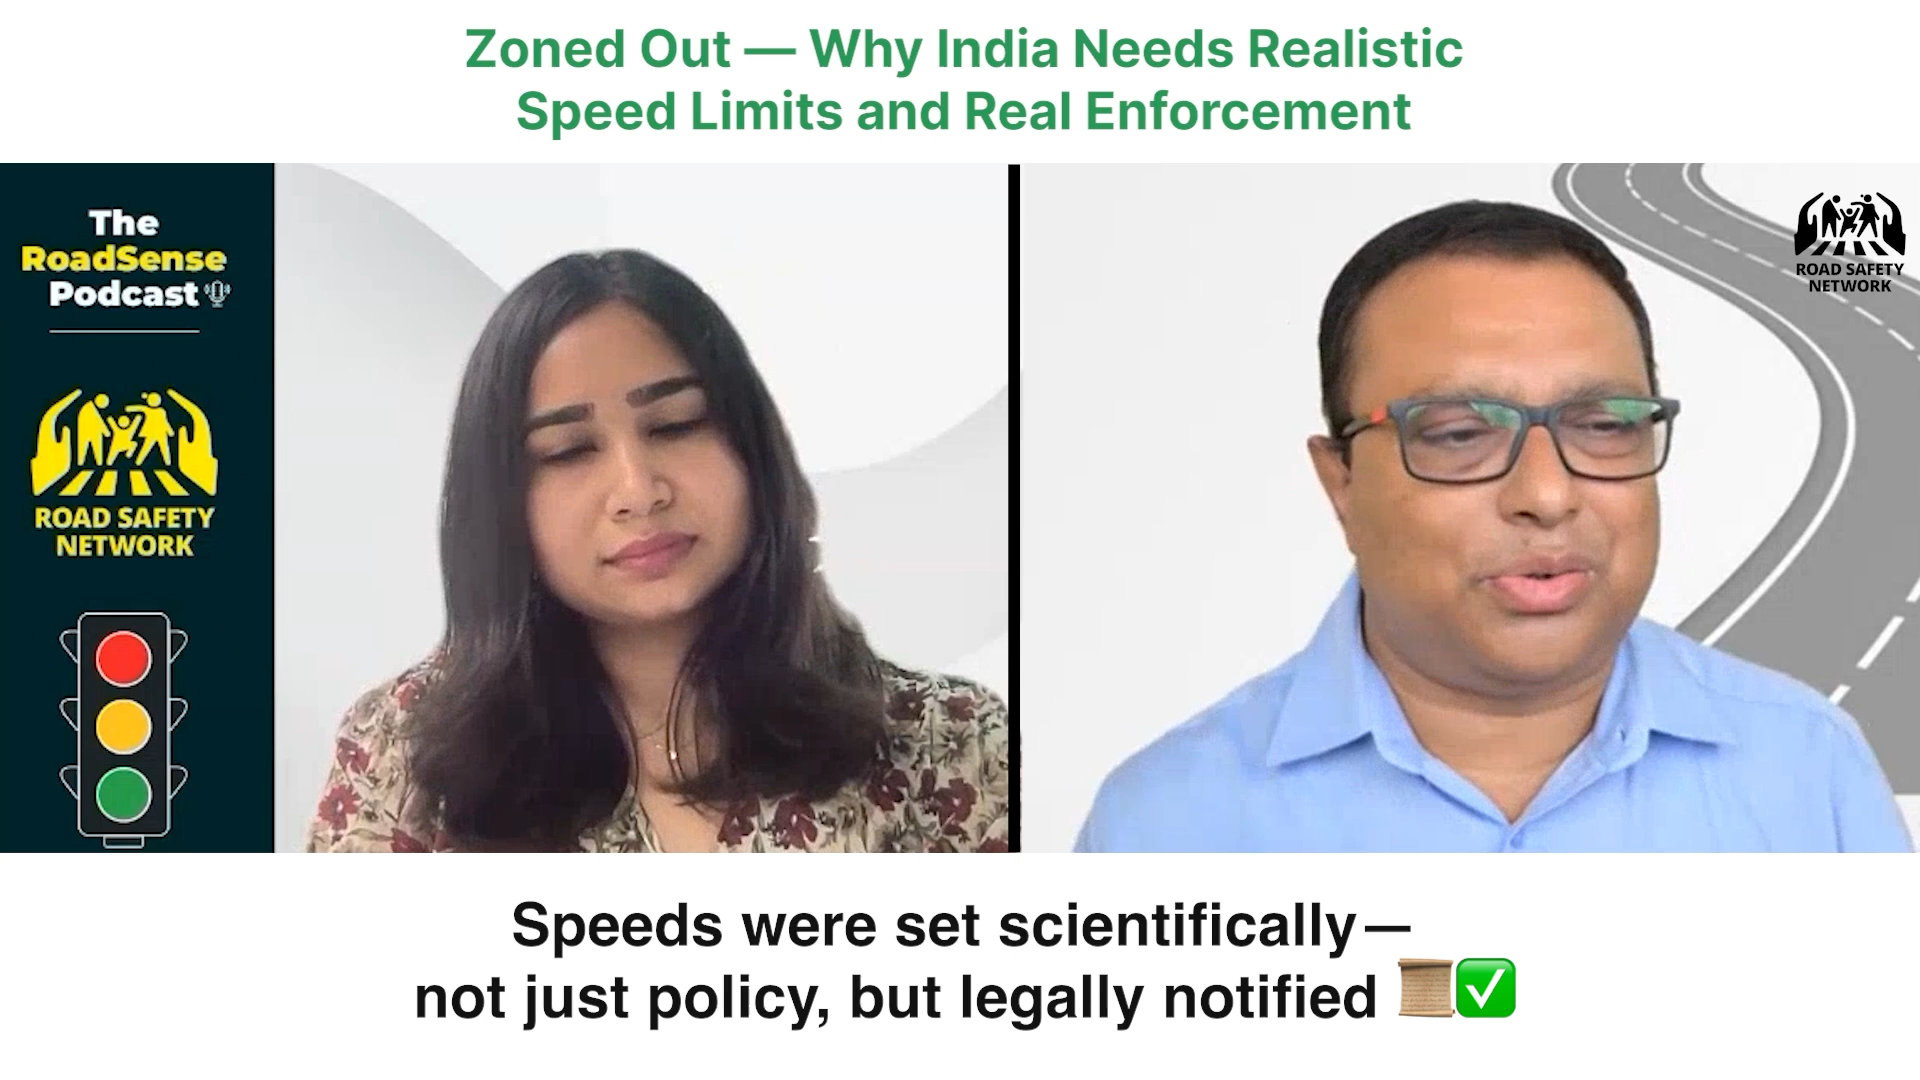 Zoned Out — Why India Needs Realistic
Speed Limits and Real Enforcement
The
RoadSense
Podcast
ROAD SAFETY
NETWORK
ROAD SAFETY
NETWORK
Speeds were set scientifically—
not just policy, but legally notified 📜✅